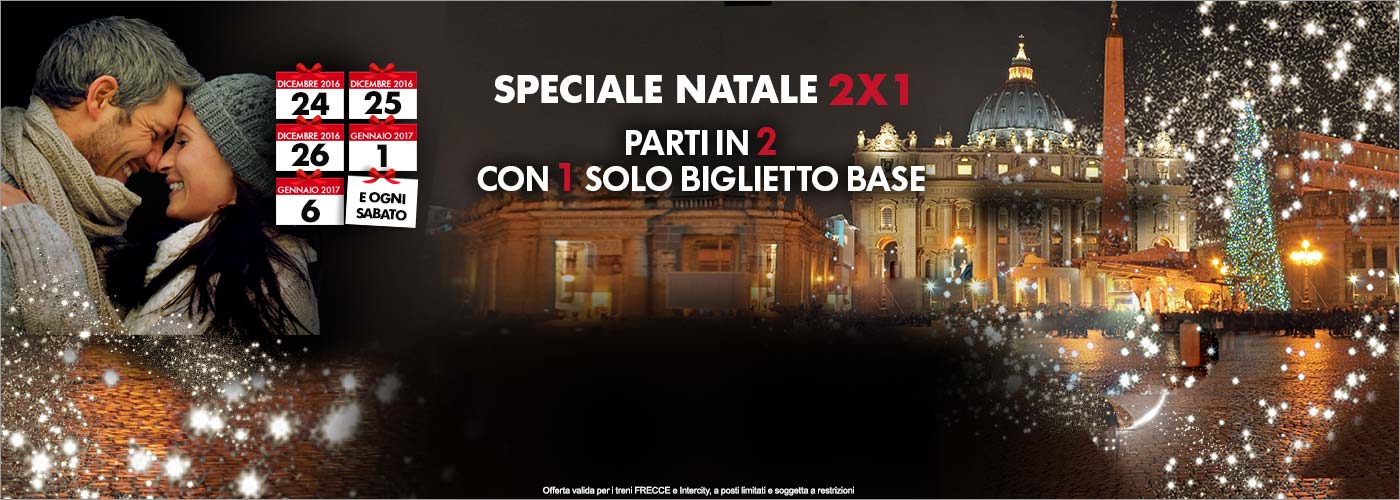 DICEMBRE 2016
24
DICEMBRE 2016
25
DICEMBRE 2016
26
GENNAIO 2017
1
GENNAIO 2017
6
E OGNI
SABATO
SPECIALE NATALE 2X1
PARTI IN 2
CON 1 SOLO BIGLIETTO BASE
Offerta valida per i treni FRECCE e Intercity, a posti limitati e soggetta a restrizioni